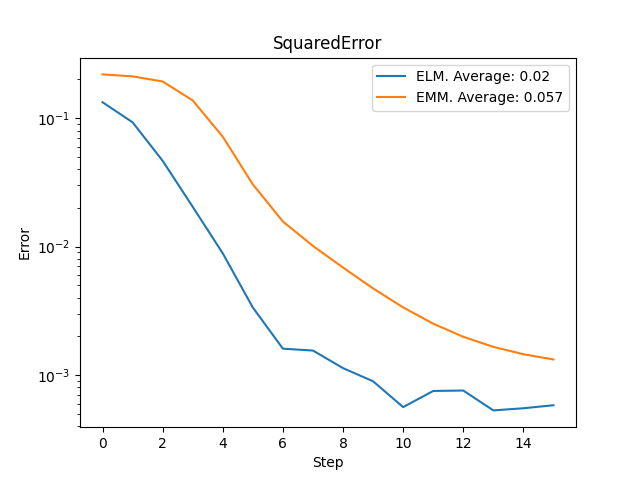 SquaredError
ELM. Average: 0.02
EMM. Average: 0.057
10⁻¹
10⁻²
10⁻³
Error
0 2 4 6 8 10 12 14
Step